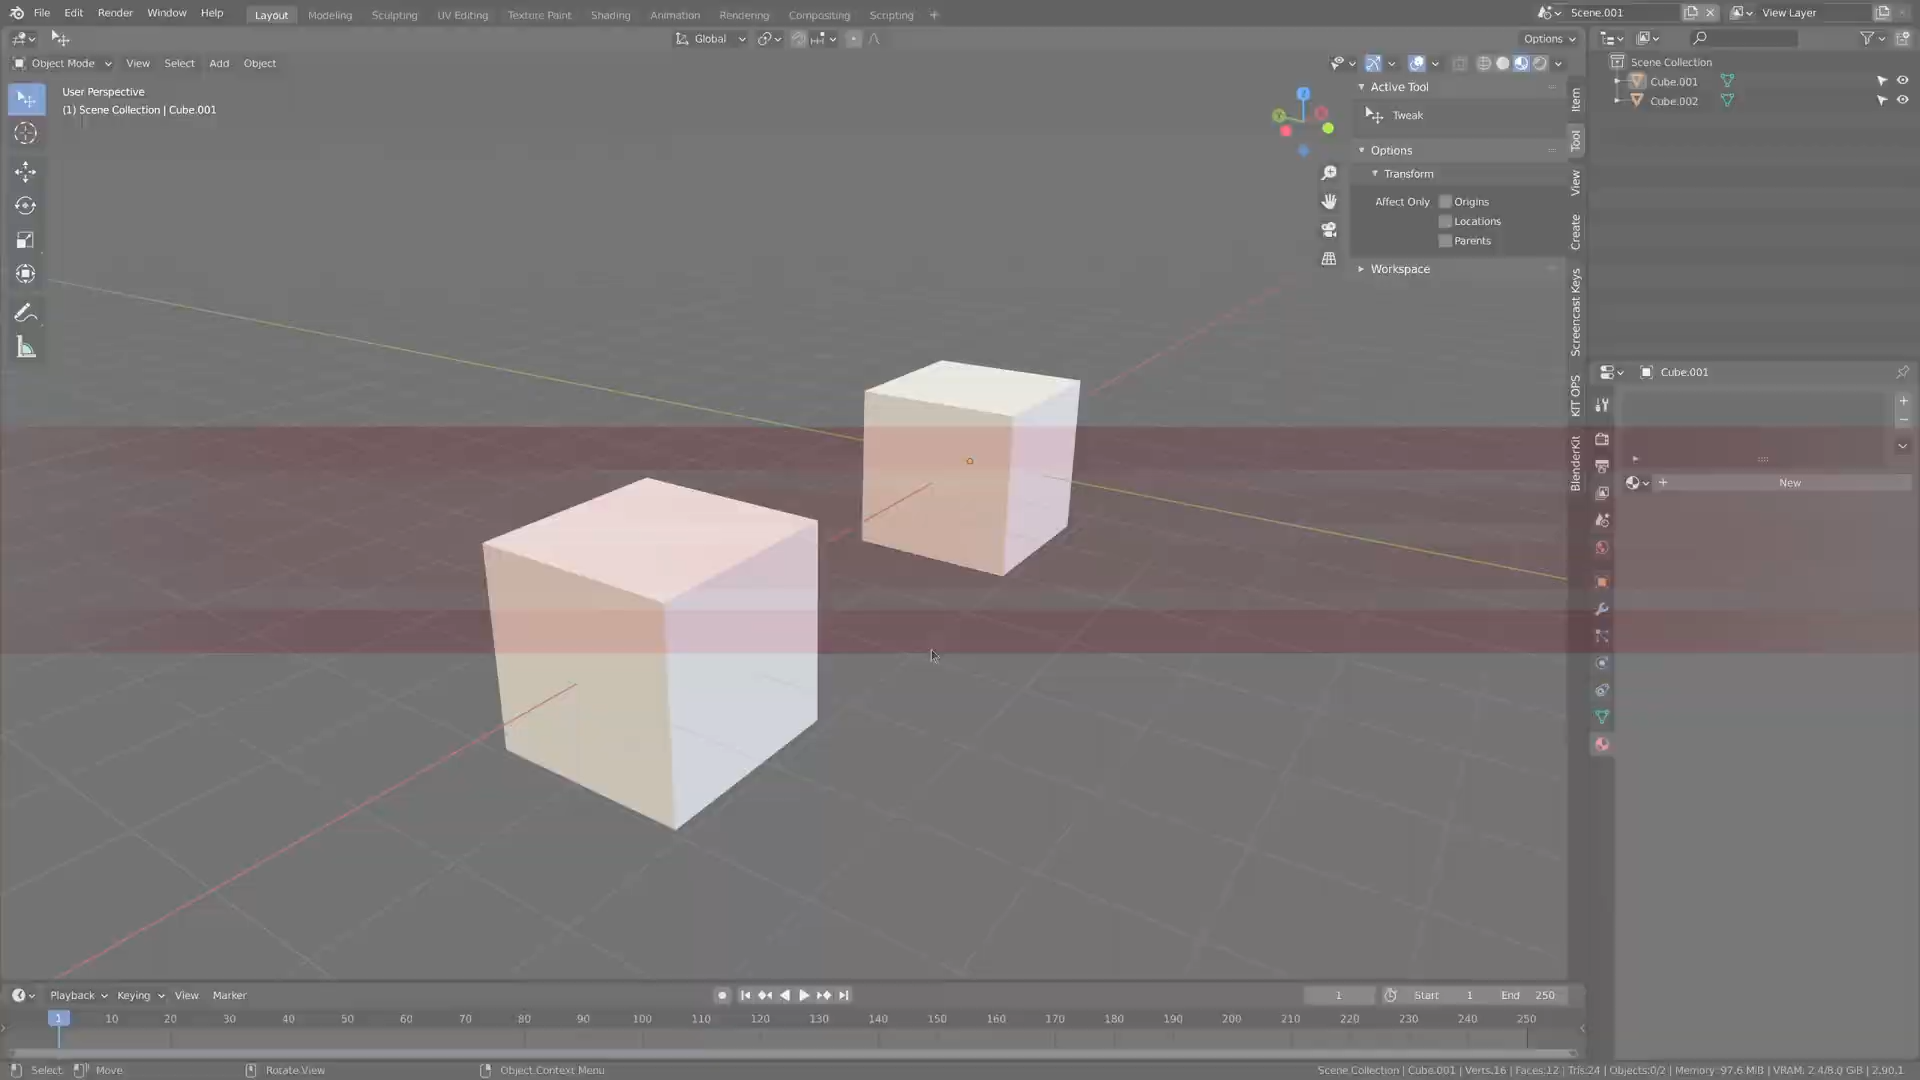 File Edit Render Window Help Layout Modeling Sculpting UV Editing Texture Paint Shading Animation Rendering Compositing Scripting + Scene.001 View Layer
Global Options
Object Mode View Select Add Object
User Perspective
(1) Scene Collection | Cube.001
Active Tool
Tweak
Options
Transform
Affect Only Origins
Locations
Parents
Workspace
Item
Tool
View
Create
Screencast Keys
KIT OPS
BlenderKit
Scene Collection
Cube.001
Cube.002
Cube.001
New
Playback Keying View Marker 1 Start 1 End 250
1 10 20 30 40 50 60 70 80 90 100 110 120 130 140 150 160 170 180 190 200 210 220 230 240 250
Select Move Rotate View Object Context Menu Scene Collection | Cube.001 | Verts:16 | Faces:12 | Tris:24 | Objects:0/2 | Memory: 97.6 MiB | VRAM: 2.4/8.0 GiB | 2.90.1